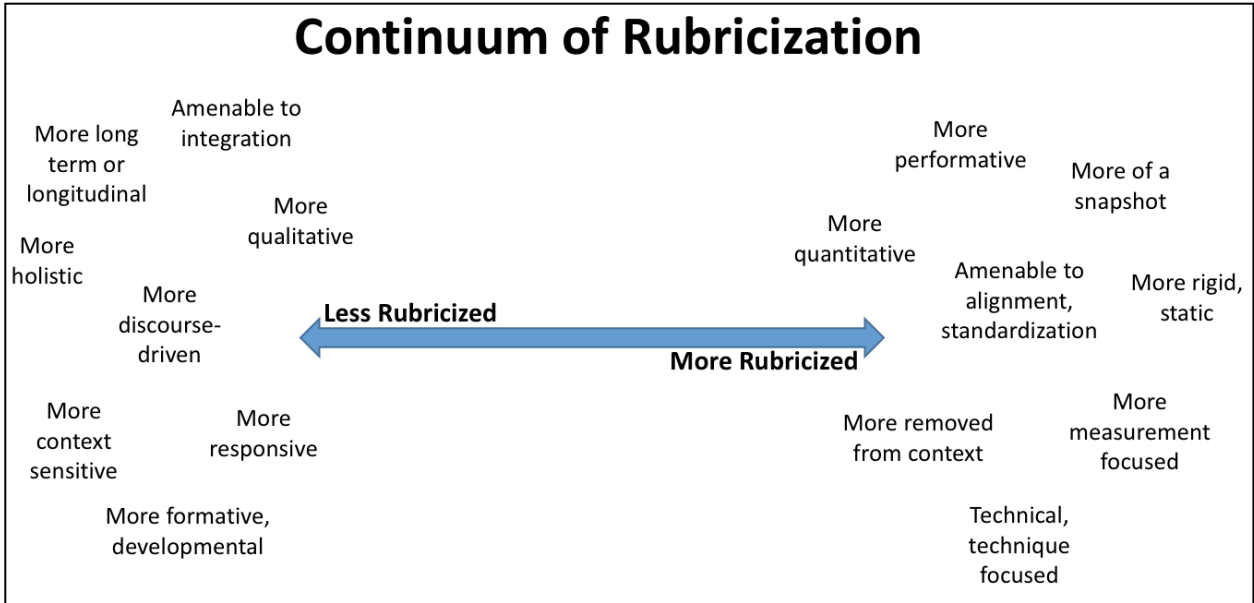 Continuum of Rubricization
Amenable to
integration
More long
term or
longitudinal
More
qualitative
More
holistic
More
discourse-
driven
Less Rubricized
More Rubricized
More
context
sensitive
More
responsive
More formative,
developmental
More
performative
More of a
snapshot
More
quantitative
Amenable to
alignment,
standardization
More rigid,
static
More removed
from context
More
measurement
focused
Technical,
technique
focused